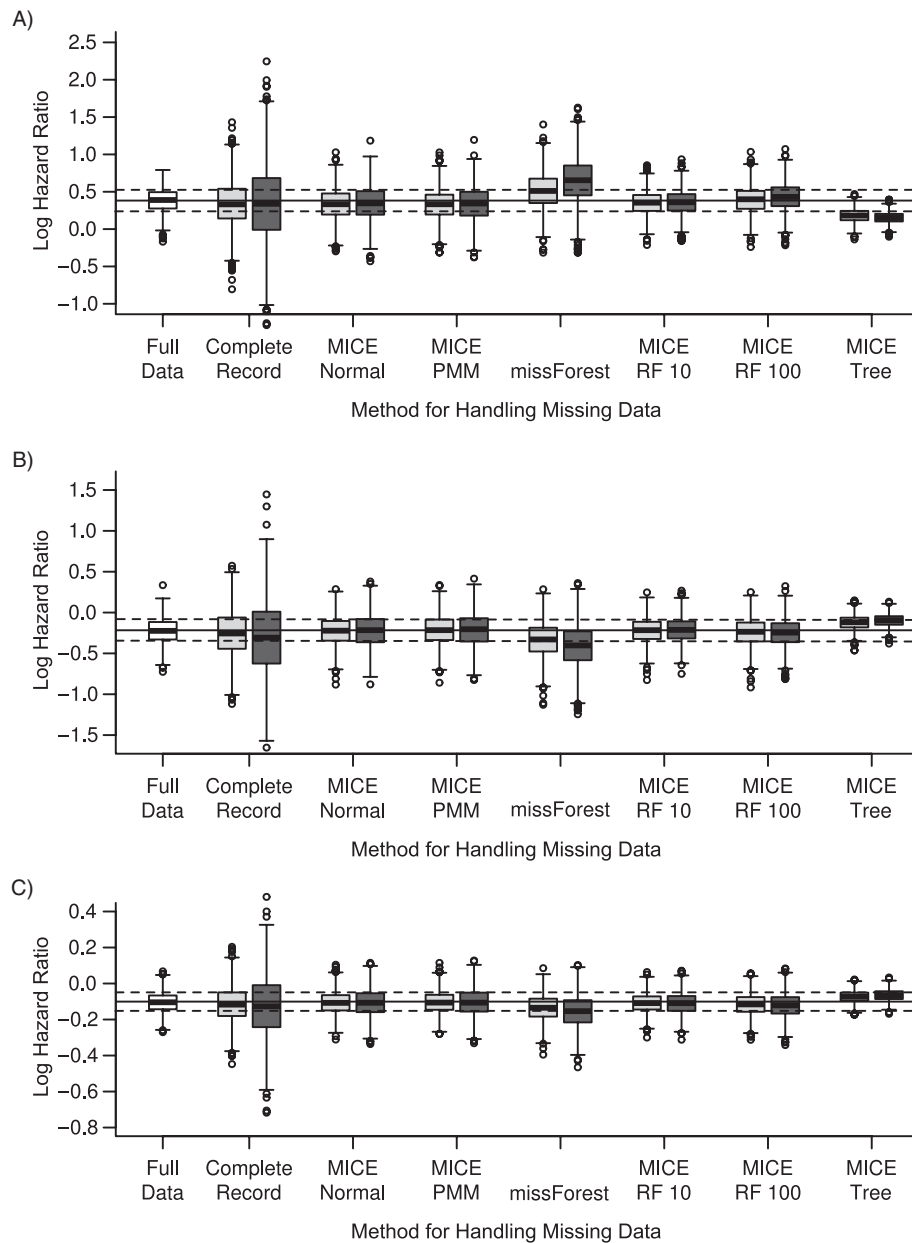 A)
2.5
2.0
1.5
1.0
0.5
0.0
−0.5
−1.0
Log Hazard Ratio
Full Data
Complete Record
MICE Normal
MICE PMM
missForest
MICE RF 10
MICE RF 100
MICE Tree
Method for Handling Missing Data
B)
1.5
1.0
0.5
0.0
−0.5
−1.0
−1.5
Log Hazard Ratio
Full Data
Complete Record
MICE Normal
MICE PMM
missForest
MICE RF 10
MICE RF 100
MICE Tree
Method for Handling Missing Data
C)
0.4
0.2
0.0
−0.2
−0.4
−0.6
−0.8
Log Hazard Ratio
Full Data
Complete Record
MICE Normal
MICE PMM
missForest
MICE RF 10
MICE RF 100
MICE Tree
Method for Handling Missing Data